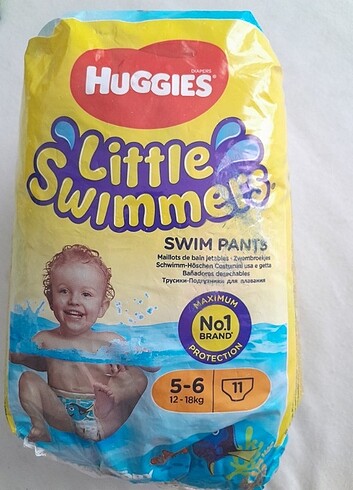 DIAPERS
HUGGIES
Little
Swimmers
SWIM PANTS
Maillots de bain jetables · Zwembroekjes
Schwimm-Höschen Costumini usa e getta
Bañadores desechables
Трусики-Подгузники для плавания
MAXIMUM
No.1
BRAND*
PROTECTION
5-6
12-18kg
11